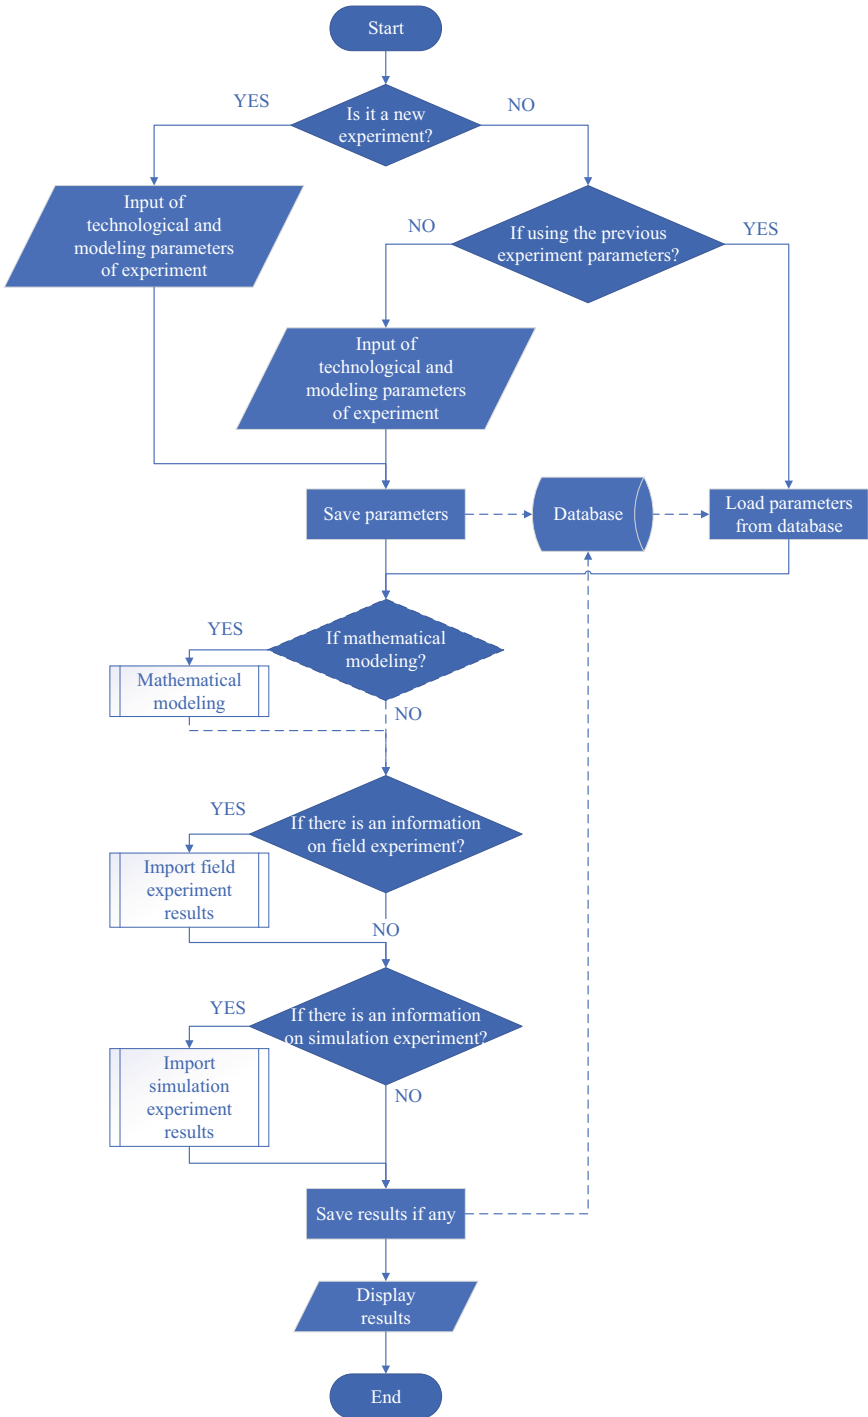 Start
YES
NO
Is it a new
experiment?
Input of
technological and
modeling parameters
of experiment
NO
If using the previous
experiment parameters?
YES
Input of
technological and
modeling parameters
of experiment
Save parameters
Database
Load parameters
from database
YES
If mathematical
modeling?
Mathematical
modeling
NO
YES
If there is an information
on field experiment?
Import field
experiment
results
NO
YES
If there is an information
on simulation experiment?
Import
simulation
experiment
results
NO
Save results if any
Display
results
End